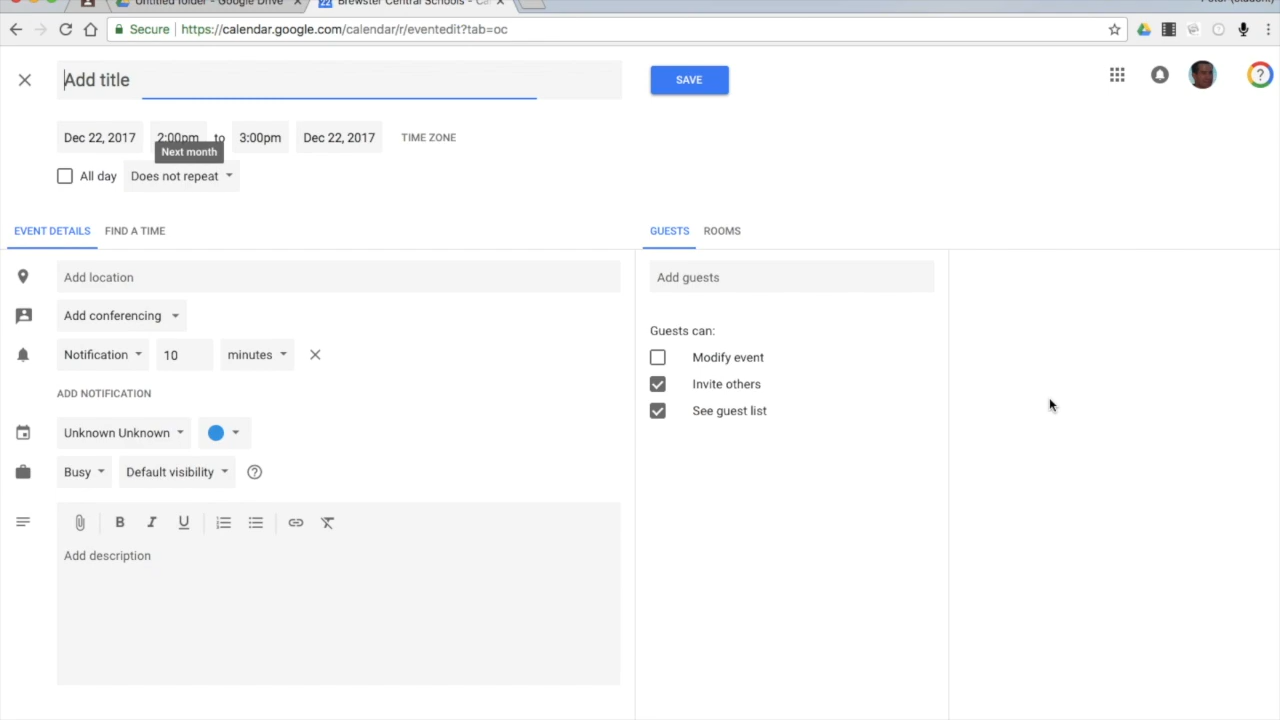 Untitled folder - Google Drive
Brewster Central Schools - Ca
Secure
https://calendar.google.com/calendar/r/eventedit?tab=oc
Add title
SAVE
Dec 22, 2017 2:00pm to 3:00pm Dec 22, 2017 TIME ZONE
Next month
All day Does not repeat
EVENT DETAILS FIND A TIME
GUESTS ROOMS
Add location
Add guests
Add conferencing
Guests can:
Notification 10 minutes
Modify event
Invite others
ADD NOTIFICATION
See guest list
Unknown Unknown
Busy Default visibility
B I U
Add description